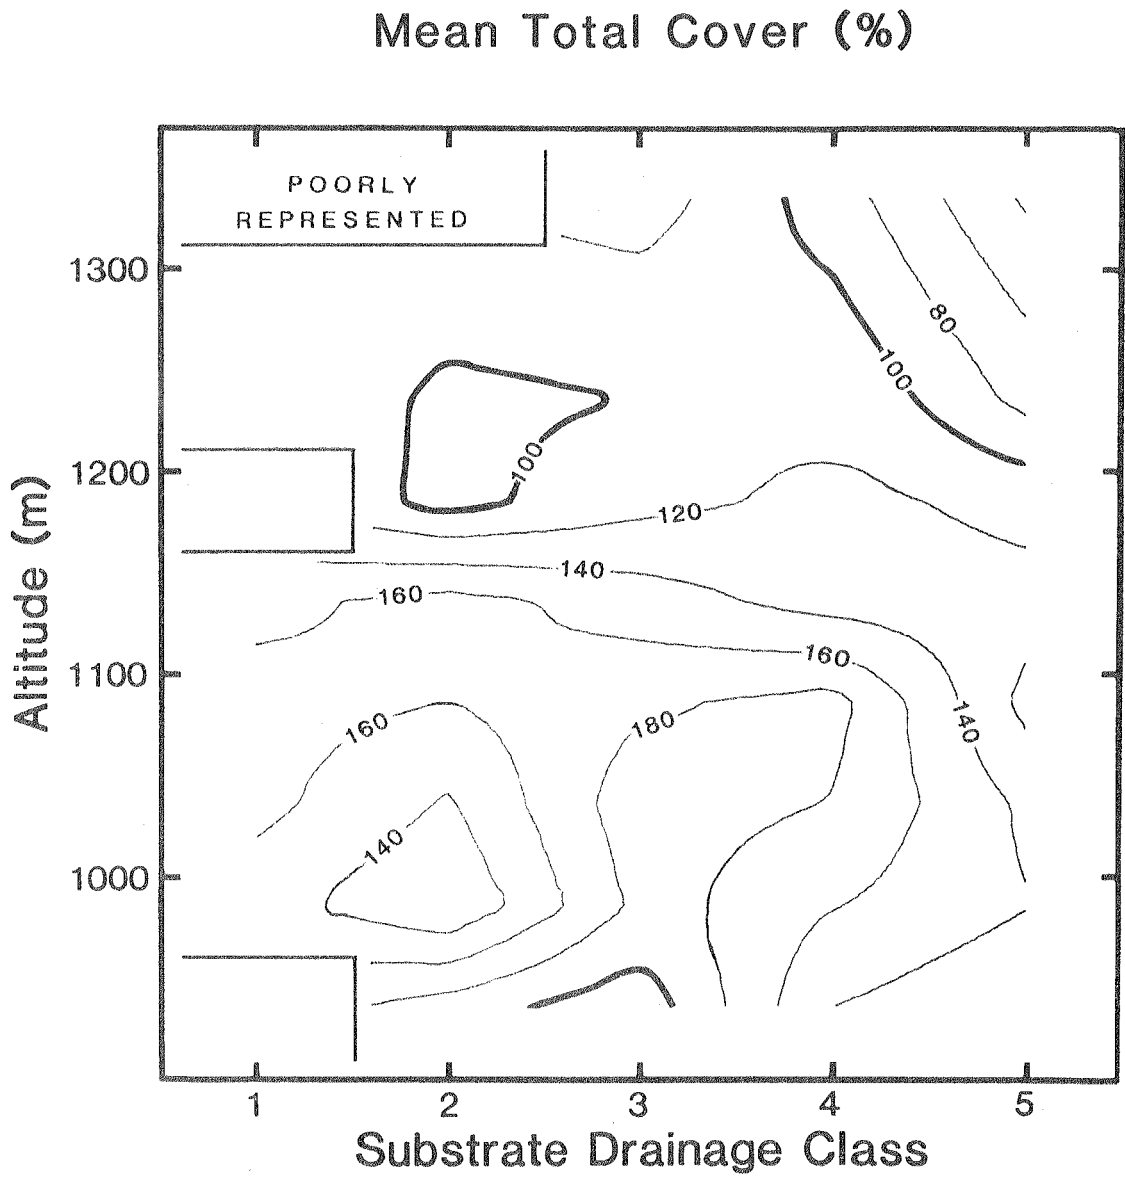 Mean Total Cover (%)
POORLY
REPRESENTED
1300
80
100
100
1200
120
140
160
160
1100
160
180
140
140
1000
Altitude (m)
1 2 3 4 5
Substrate Drainage Class